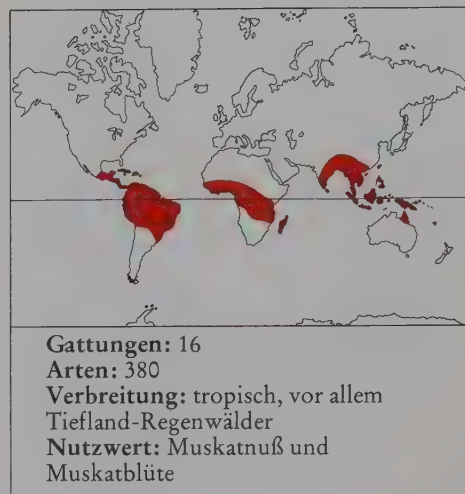 Gattungen: 16
Arten: 380
Verbreitung: tropisch, vor allem
Tiefland-Regenwälder
Nutzwert: Muskatnuß und
Muskatblüte